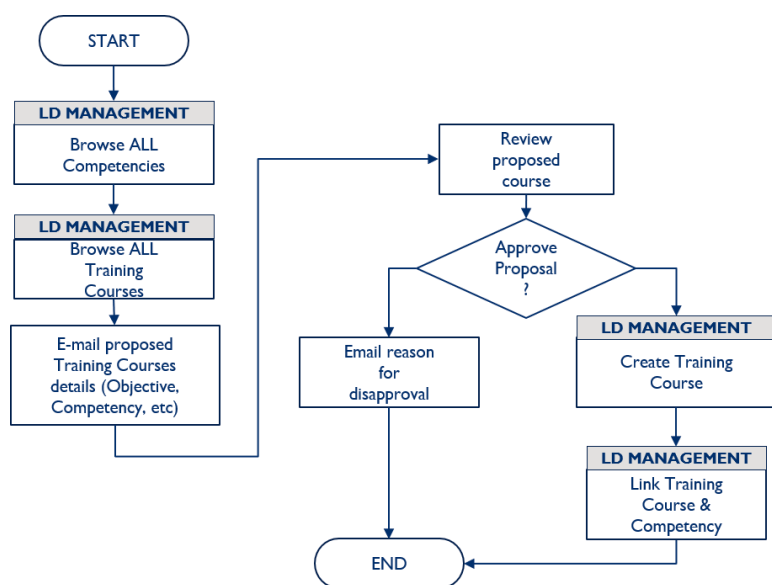 START
LD MANAGEMENT
Browse ALL
Competencies
LD MANAGEMENT
Browse ALL
Training
Courses
E-mail proposed
Training Courses
details (Objective,
Competency, etc)
Review
proposed
course
Approve
Proposal
?
Email reason
for
disapproval
LD MANAGEMENT
Create Training
Course
LD MANAGEMENT
Link Training
Course &
Competency
END